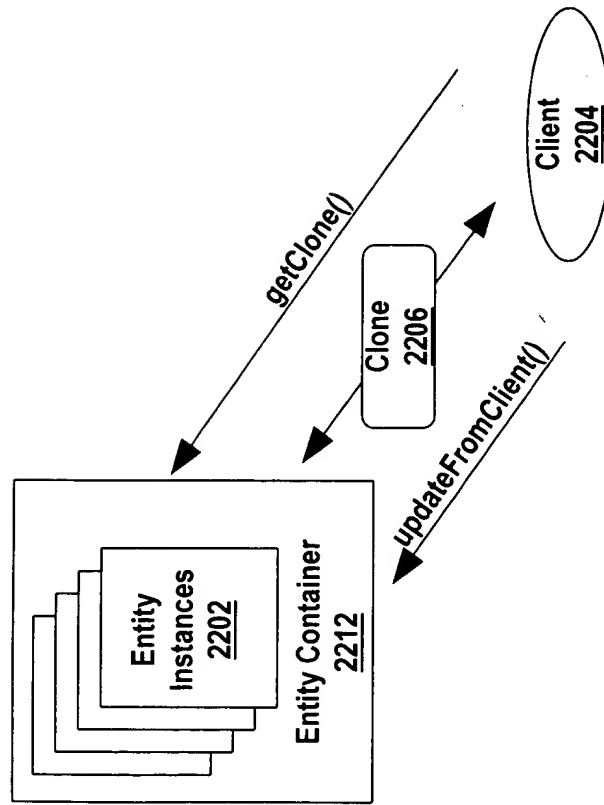 Entity
Instances
2202
Entity Container
2212
getClone()
Clone
2206
updateFromClient()
Client
2204